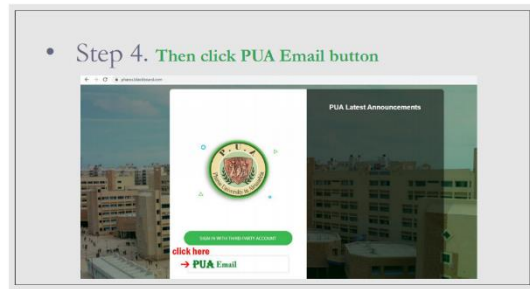 • Step 4. Then click PUA Email button
PUA Latest Announcements
P.U.A
SIGN IN WITH THIRD PARTY ACCOUNT
click here
→ PUA Email